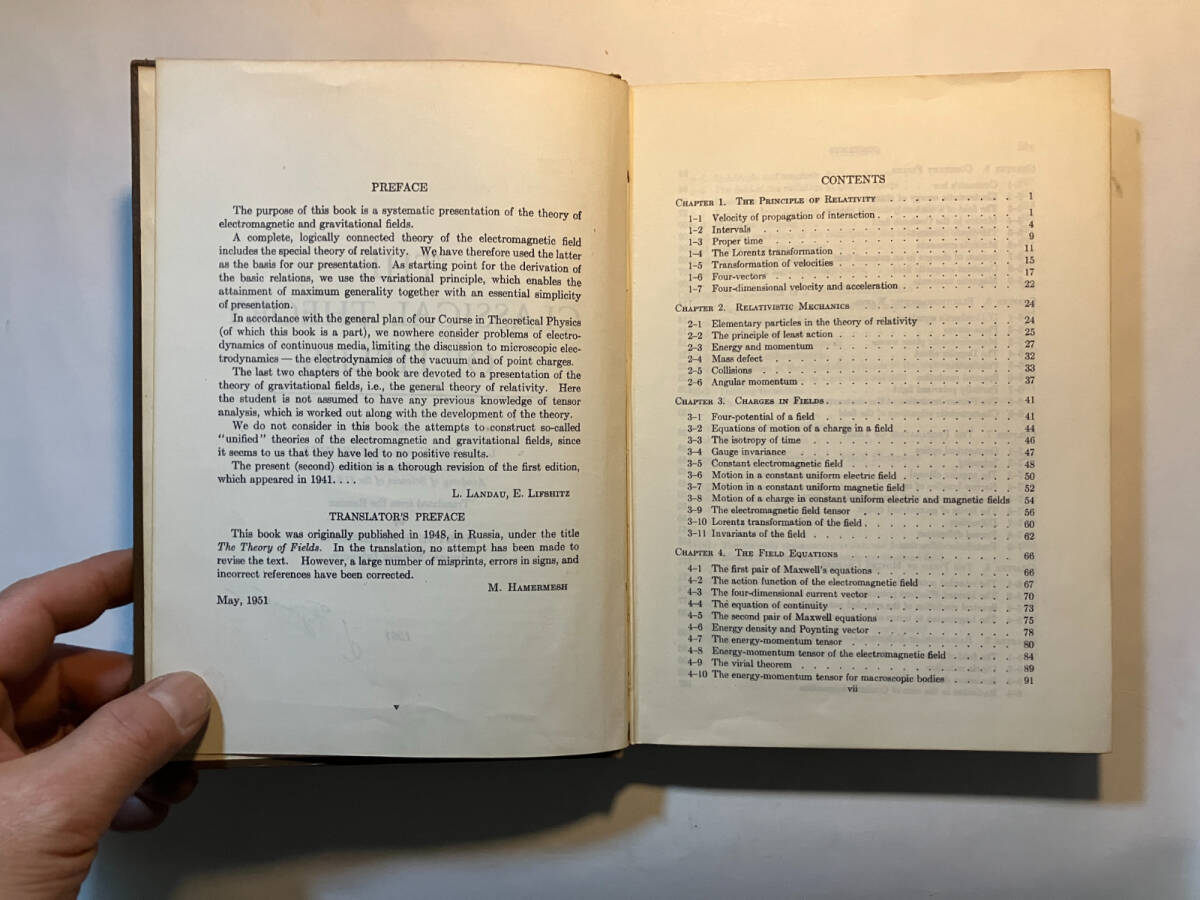 PREFACE
The purpose of this book is a systematic presentation of the theory of
electromagnetic and gravitational fields.
A complete, logically connected theory of the electromagnetic field
includes the special theory of relativity. We have therefore used the latter
as the basis for our presentation. As starting point for the derivation of
the basic relations, we use the variational principle, which enables the
attainment of maximum generality together with an essential simplicity
of presentation.
In accordance with the general plan of our Course in Theoretical Physics
(of which this book is a part), we nowhere consider problems of electro-
dynamics of continuous media, limiting the discussion to microscopic elec-
trodynamics — the electrodynamics of the vacuum and of point charges.
The last two chapters of the book are devoted to a presentation of the
theory of gravitational fields, i.e., the general theory of relativity. Here
the student is not assumed to have any previous knowledge of tensor
analysis, which is worked out along with the development of the theory.
We do not consider in this book the attempts to construct so-called
"unified" theories of the electromagnetic and gravitational fields, since
it seems to us that they have led to no positive results.
The present (second) edition is a thorough revision of the first edition,
which appeared in 1941. . . .
L. LANDAU, E. LIFSHITZ
TRANSLATOR'S PREFACE
This book was originally published in 1948, in Russia, under the title
The Theory of Fields. In the translation, no attempt has been made to
revise the text. However, a large number of misprints, errors in signs, and
incorrect references have been corrected.
M. HAMERMESH
May, 1951
v
CONTENTS
CHAPTER 1. THE PRINCIPLE OF RELATIVITY . . . . . . . . . 1
1-1 Velocity of propagation of interaction . . . . . . . . . 1
1-2 Intervals . . . . . . . . . 4
1-3 Proper time . . . . . . . . . 9
1-4 The Lorentz transformation . . . . . . . . . 11
1-5 Transformation of velocities . . . . . . . . . 15
1-6 Four-vectors . . . . . . . . . 17
1-7 Four-dimensional velocity and acceleration . . . . . . . . . 22
CHAPTER 2. RELATIVISTIC MECHANICS . . . . . . . . . 24
2-1 Elementary particles in the theory of relativity . . . . . . . 24
2-2 The principle of least action . . . . . . . . . 25
2-3 Energy and momentum . . . . . . . . . 27
2-4 Mass defect . . . . . . . . . 32
2-5 Collisions . . . . . . . . . 33
2-6 Angular momentum . . . . . . . . . 37
CHAPTER 3. CHARGES IN FIELDS . . . . . . . . . 41
3-1 Four-potential of a field . . . . . . . . . 41
3-2 Equations of motion of a charge in a field . . . . . . . . . 44
3-3 The isotropy of time . . . . . . . . . 46
3-4 Gauge invariance . . . . . . . . . 47
3-5 Constant electromagnetic field . . . . . . . . . 48
3-6 Motion in a constant uniform electric field . . . . . . . . . 50
3-7 Motion in a constant uniform magnetic field . . . . . . . . 52
3-8 Motion of a charge in constant uniform electric and magnetic fields 54
3-9 The electromagnetic field tensor . . . . . . . . . 56
3-10 Lorentz transformation of the field . . . . . . . . . 60
3-11 Invariants of the field . . . . . . . . . 62
CHAPTER 4. THE FIELD EQUATIONS . . . . . . . . . 66
4-1 The first pair of Maxwell's equations . . . . . . . . . 66
4-2 The action function of the electromagnetic field . . . . . . . 67
4-3 The four-dimensional current vector . . . . . . . . . 70
4-4 The equation of continuity . . . . . . . . . 73
4-5 The second pair of Maxwell equations . . . . . . . . . 75
4-6 Energy density and Poynting vector . . . . . . . . . 78
4-7 The energy-momentum tensor . . . . . . . . . 80
4-8 Energy-momentum tensor of the electromagnetic field . . . . . 84
4-9 The virial theorem . . . . . . . . . 89
4-10 The energy-momentum tensor for macroscopic bodies . . . . . 91
vii